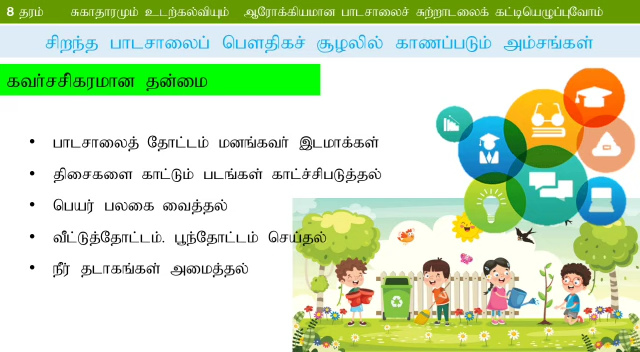 8 தரம் சுகாதாரமும் உடற்கல்வியும் ஆரோக்கியமான பாடசாலைச் சுற்றாடலைக் கட்டியெழுப்புவோம்
சிறந்த பாடசாலைப் பௌதிகச் சூழலில் காணப்படும் அம்சங்கள்
கவர்சசிகரமான தன்மை
• பாடசாலைத் தோட்டம் மனங்கவர் இடமாக்கள்
• திசைகளை காட்டும் படங்கள் காட்ச்சிபடுத்தல்
• பெயர் பலகை வைத்தல்
• வீட்டுத்தோட்டம். பூந்தோட்டம் செய்தல்
• நீர் தடாகங்கள் அமைத்தல்